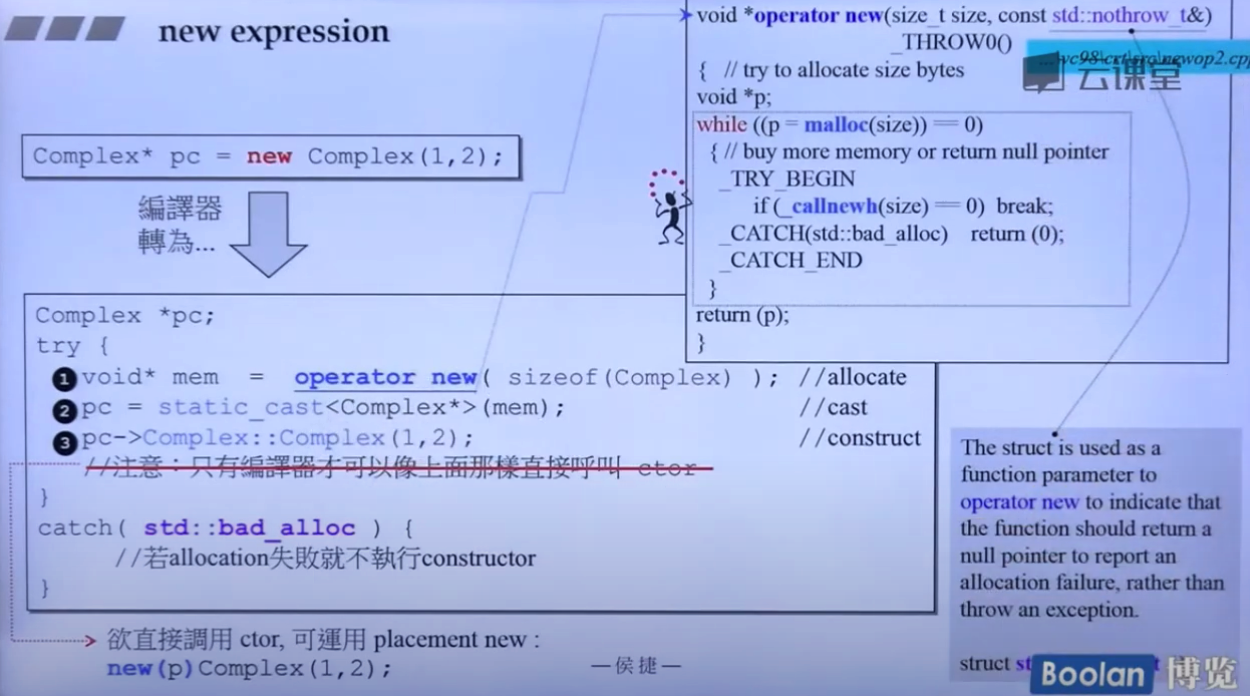 new expression
Complex* pc = new Complex(1,2);
編譯器
轉為...
Complex *pc;
try {
1 void* mem = operator new( sizeof(Complex) ); //allocate
2 pc = static_cast<Complex*>(mem); //cast
3 pc->Complex::Complex(1,2); //construct
//注意：只有編譯器才可以像上面那樣直接呼叫 ctor
}
catch( std::bad_alloc ) {
//若allocation失敗就不執行constructor
}
欲直接調用 ctor, 可運用 placement new :
new(p)Complex(1,2);
—侯捷—
void *operator new(size_t size, const std::nothrow_t&)
_THROW0()
...\vc98\crt\src\newop2.cpp
云课堂
{ // try to allocate size bytes
void *p;
while ((p = malloc(size)) == 0)
{ // buy more memory or return null pointer
_TRY_BEGIN
if (_callnewh(size) == 0) break;
_CATCH(std::bad_alloc) return (0);
_CATCH_END
}
return (p);
}
The struct is used as a
function parameter to
operator new to indicate that
the function should return a
null pointer to report an
allocation failure, rather than
throw an exception.
struct
Boolan 博览